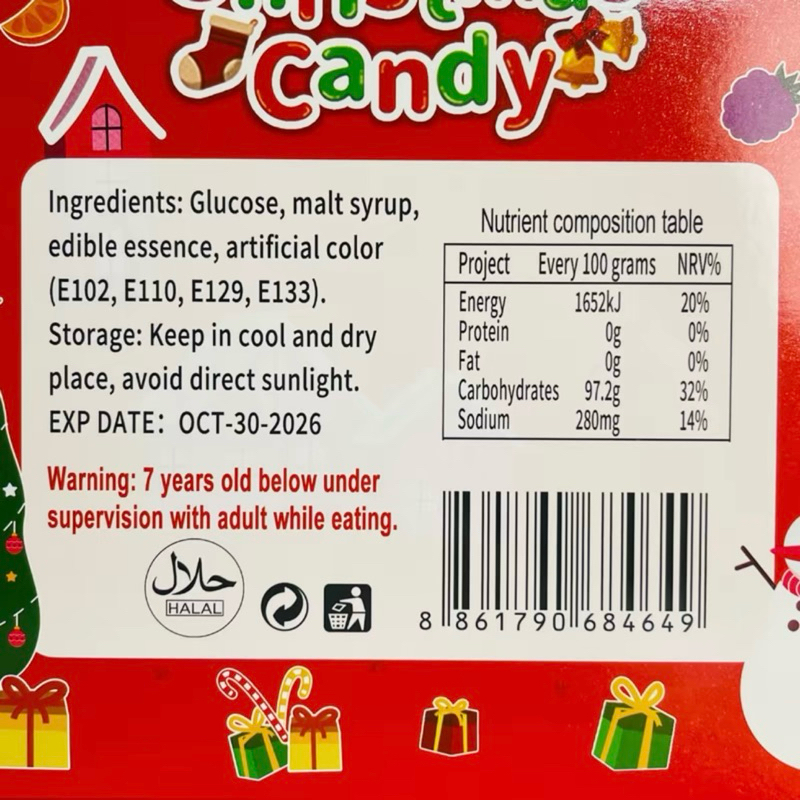 Christmas
Candy
Ingredients: Glucose, malt syrup,
edible essence, artificial color
(E102, E110, E129, E133).
Storage: Keep in cool and dry
place, avoid direct sunlight.
EXP DATE: OCT-30-2026
Warning: 7 years old below under
supervision with adult while eating.
حلال
HALAL
Nutrient composition table
Project Every 100 grams NRV%
Energy 1652kJ 20%
Protein 0g 0%
Fat 0g 0%
Carbohydrates 97.2g 32%
Sodium 280mg 14%
8 861790 684649